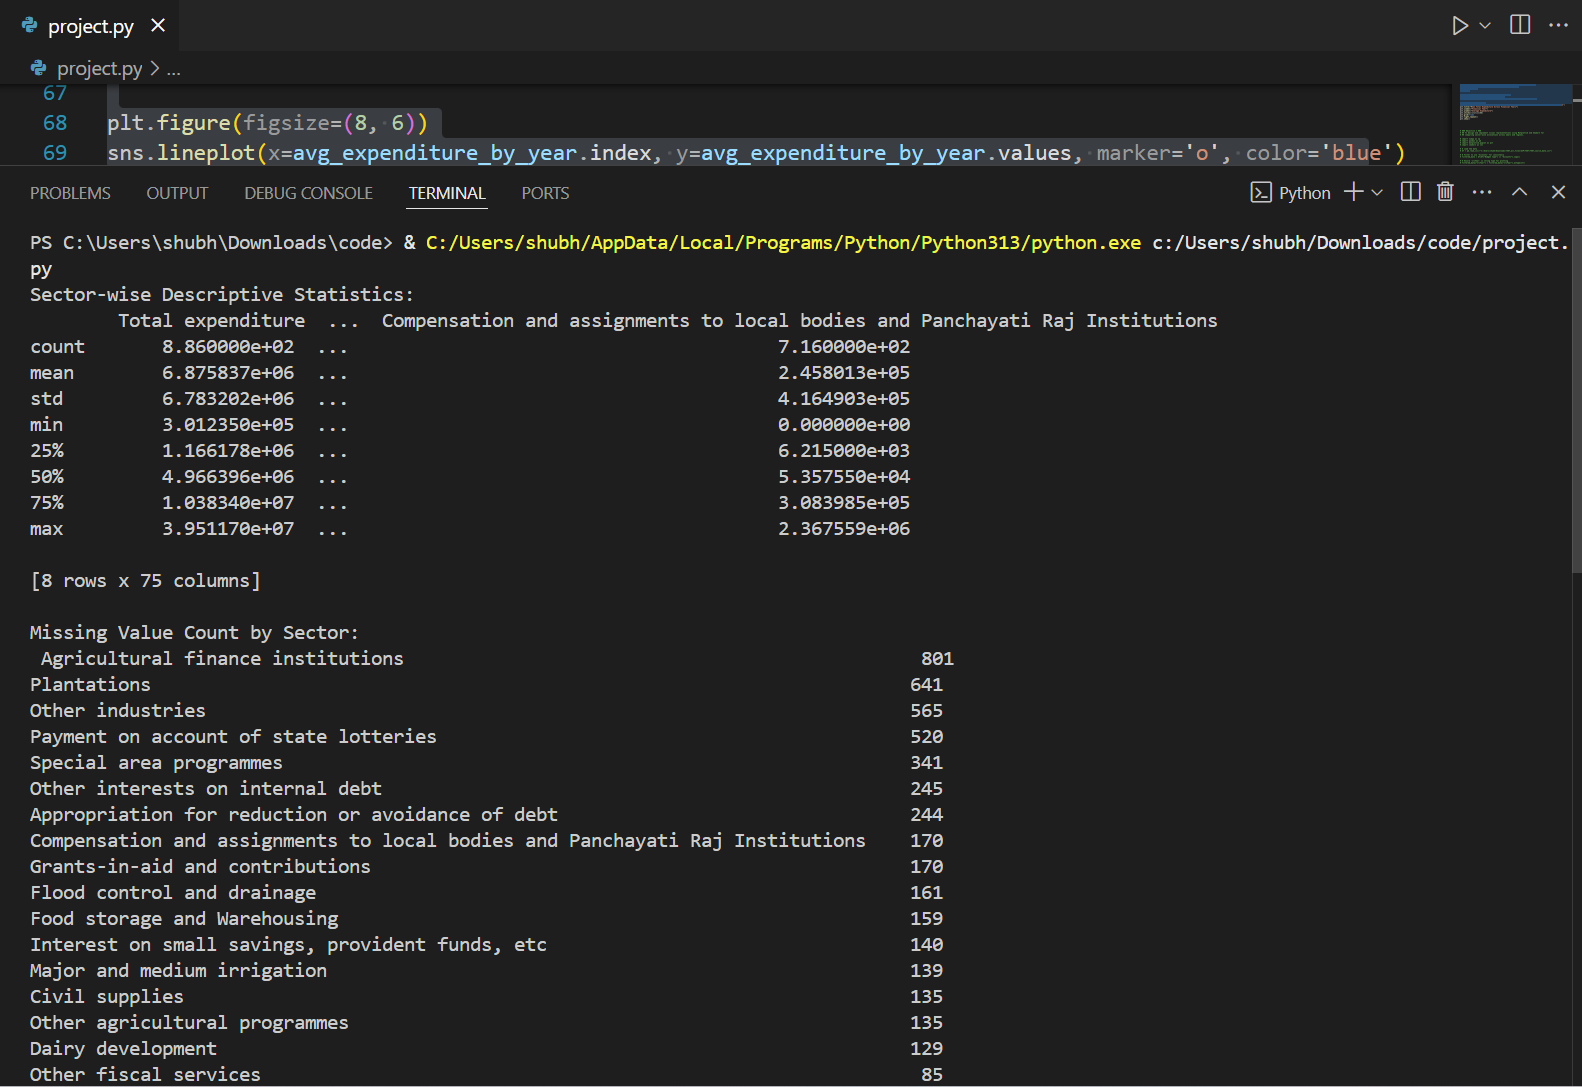 project.py
project.py > ...
67
68 plt.figure(figsize=(8, 6))
69 sns.lineplot(x=avg_expenditure_by_year.index, y=avg_expenditure_by_year.values, marker='o', color='blue')
PROBLEMS OUTPUT DEBUG CONSOLE TERMINAL PORTS Python
PS C:\Users\shubh\Downloads\code> & C:/Users/shubh/AppData/Local/Programs/Python/Python313/python.exe c:/Users/shubh/Downloads/code/project.
py
Sector-wise Descriptive Statistics:
Total expenditure ... Compensation and assignments to local bodies and Panchayati Raj Institutions
count 8.860000e+02 ... 7.160000e+02
mean 6.875837e+06 ... 2.458013e+05
std 6.783202e+06 ... 4.164903e+05
min 3.012350e+05 ... 0.000000e+00
25% 1.166178e+06 ... 6.215000e+03
50% 4.966396e+06 ... 5.357550e+04
75% 1.038340e+07 ... 3.083985e+05
max 3.951170e+07 ... 2.367559e+06
[8 rows x 75 columns]
Missing Value Count by Sector:
Agricultural finance institutions 801
Plantations 641
Other industries 565
Payment on account of state lotteries 520
Special area programmes 341
Other interests on internal debt 245
Appropriation for reduction or avoidance of debt 244
Compensation and assignments to local bodies and Panchayati Raj Institutions 170
Grants-in-aid and contributions 170
Flood control and drainage 161
Food storage and Warehousing 159
Interest on small savings, provident funds, etc 140
Major and medium irrigation 139
Civil supplies 135
Other agricultural programmes 135
Dairy development 129
Other fiscal services 85